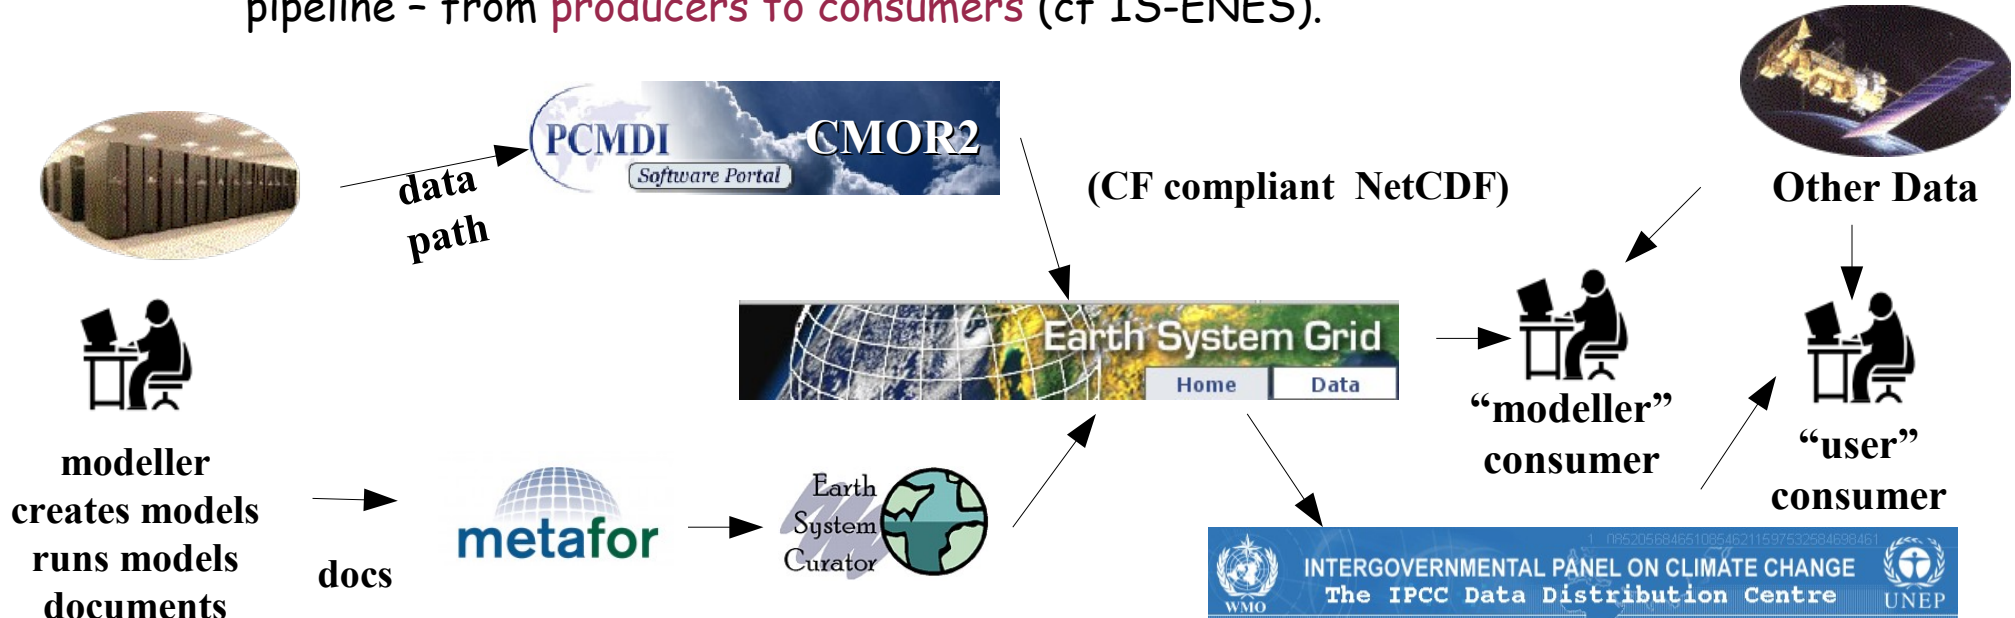 pipeline – from producers to consumers (cf IS-ENES).
PCMDI
CMOR2
Software Portal
data
path
(CF compliant NetCDF)
Other Data
Earth System Grid
Home
Data
"modeller"
consumer
"user"
consumer
modeller
creates models
runs models
documents
docs
metafor
Earth
System
Curator
WMO
INTERGOVERNMENTAL PANEL ON CLIMATE CHANGE
The IPCC Data Distribution Centre
UNEP